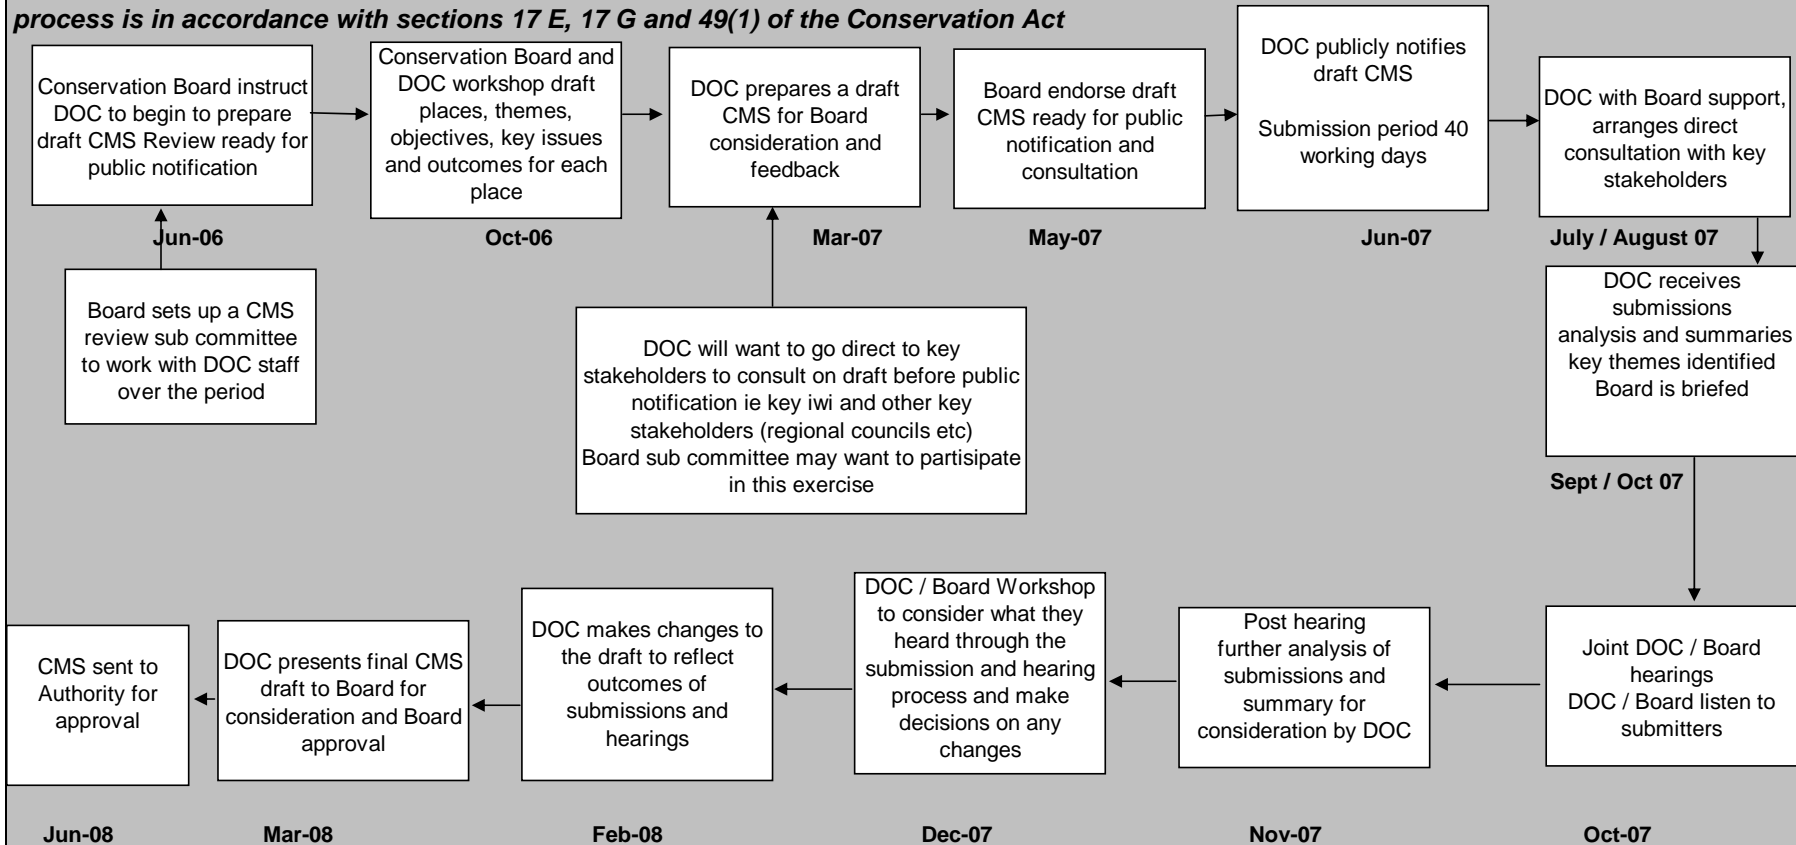 process is in accordance with sections 17 E, 17 G and 49(1) of the Conservation Act
Conservation Board instruct
DOC to begin to prepare
draft CMS Review ready for
public notification
Conservation Board and
DOC workshop draft
places, themes,
objectives, key issues
and outcomes for each
place
DOC prepares a draft
CMS for Board
consideration and
feedback
Board endorse draft
CMS ready for public
notification and
consultation
DOC publicly notifies
draft CMS
Submission period 40
working days
DOC with Board support,
arranges direct
consultation with key
stakeholders
Jun-06
Oct-06
Mar-07
May-07
Jun-07
July / August 07
Board sets up a CMS
review sub committee
to work with DOC staff
over the period
DOC will want to go direct to key
stakeholders to consult on draft before public
notification ie key iwi and other key
stakeholders (regional councils etc)
Board sub committee may want to partisipate
in this exercise
DOC receives
submissions
analysis and summaries
key themes identified
Board is briefed
Sept / Oct 07
CMS sent to
Authority for
approval
DOC presents final CMS
draft to Board for
consideration and Board
approval
DOC makes changes to
the draft to reflect
outcomes of
submissions and
hearings
DOC / Board Workshop
to consider what they
heard through the
submission and hearing
process and make
decisions on any
changes
Post hearing
further analysis of
submissions and
summary for
consideration by DOC
Joint DOC / Board
hearings
DOC / Board listen to
submitters
Jun-08
Mar-08
Feb-08
Dec-07
Nov-07
Oct-07